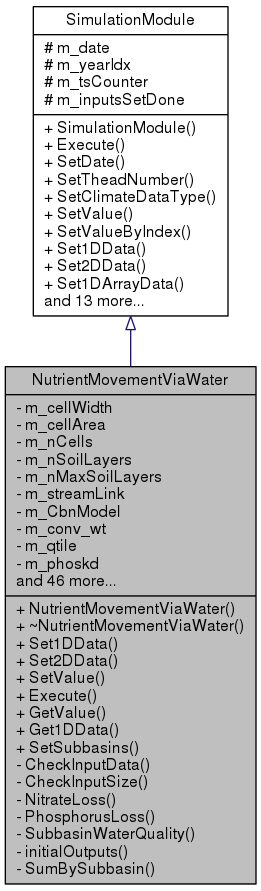 SimulationModule
# m_date
# m_yearIdx
# m_tsCounter
# m_inputsSetDone
+ SimulationModule()
+ Execute()
+ SetDate()
+ SetTheadNumber()
+ SetClimateDataType()
+ SetValue()
+ SetValueByIndex()
+ Set1DData()
+ Set2DData()
+ Set1DArrayData()
and 13 more...
NutrientMovementViaWater
- m_cellWidth
- m_cellArea
- m_nCells
- m_nSoilLayers
- m_nMaxSoilLayers
- m_streamLink
- m_CbnModel
- m_conv_wt
- m_qtile
- m_phoskd
and 46 more...
+ NutrientMovementViaWater()
+ ~NutrientMovementViaWater()
+ Set1DData()
+ Set2DData()
+ SetValue()
+ Execute()
+ GetValue()
+ Get1DData()
+ SetSubbasins()
- CheckInputData()
- CheckInputSize()
- NitrateLoss()
- PhosphorusLoss()
- SubbasinWaterQuality()
- initialOutputs()
- SumBySubbasin()